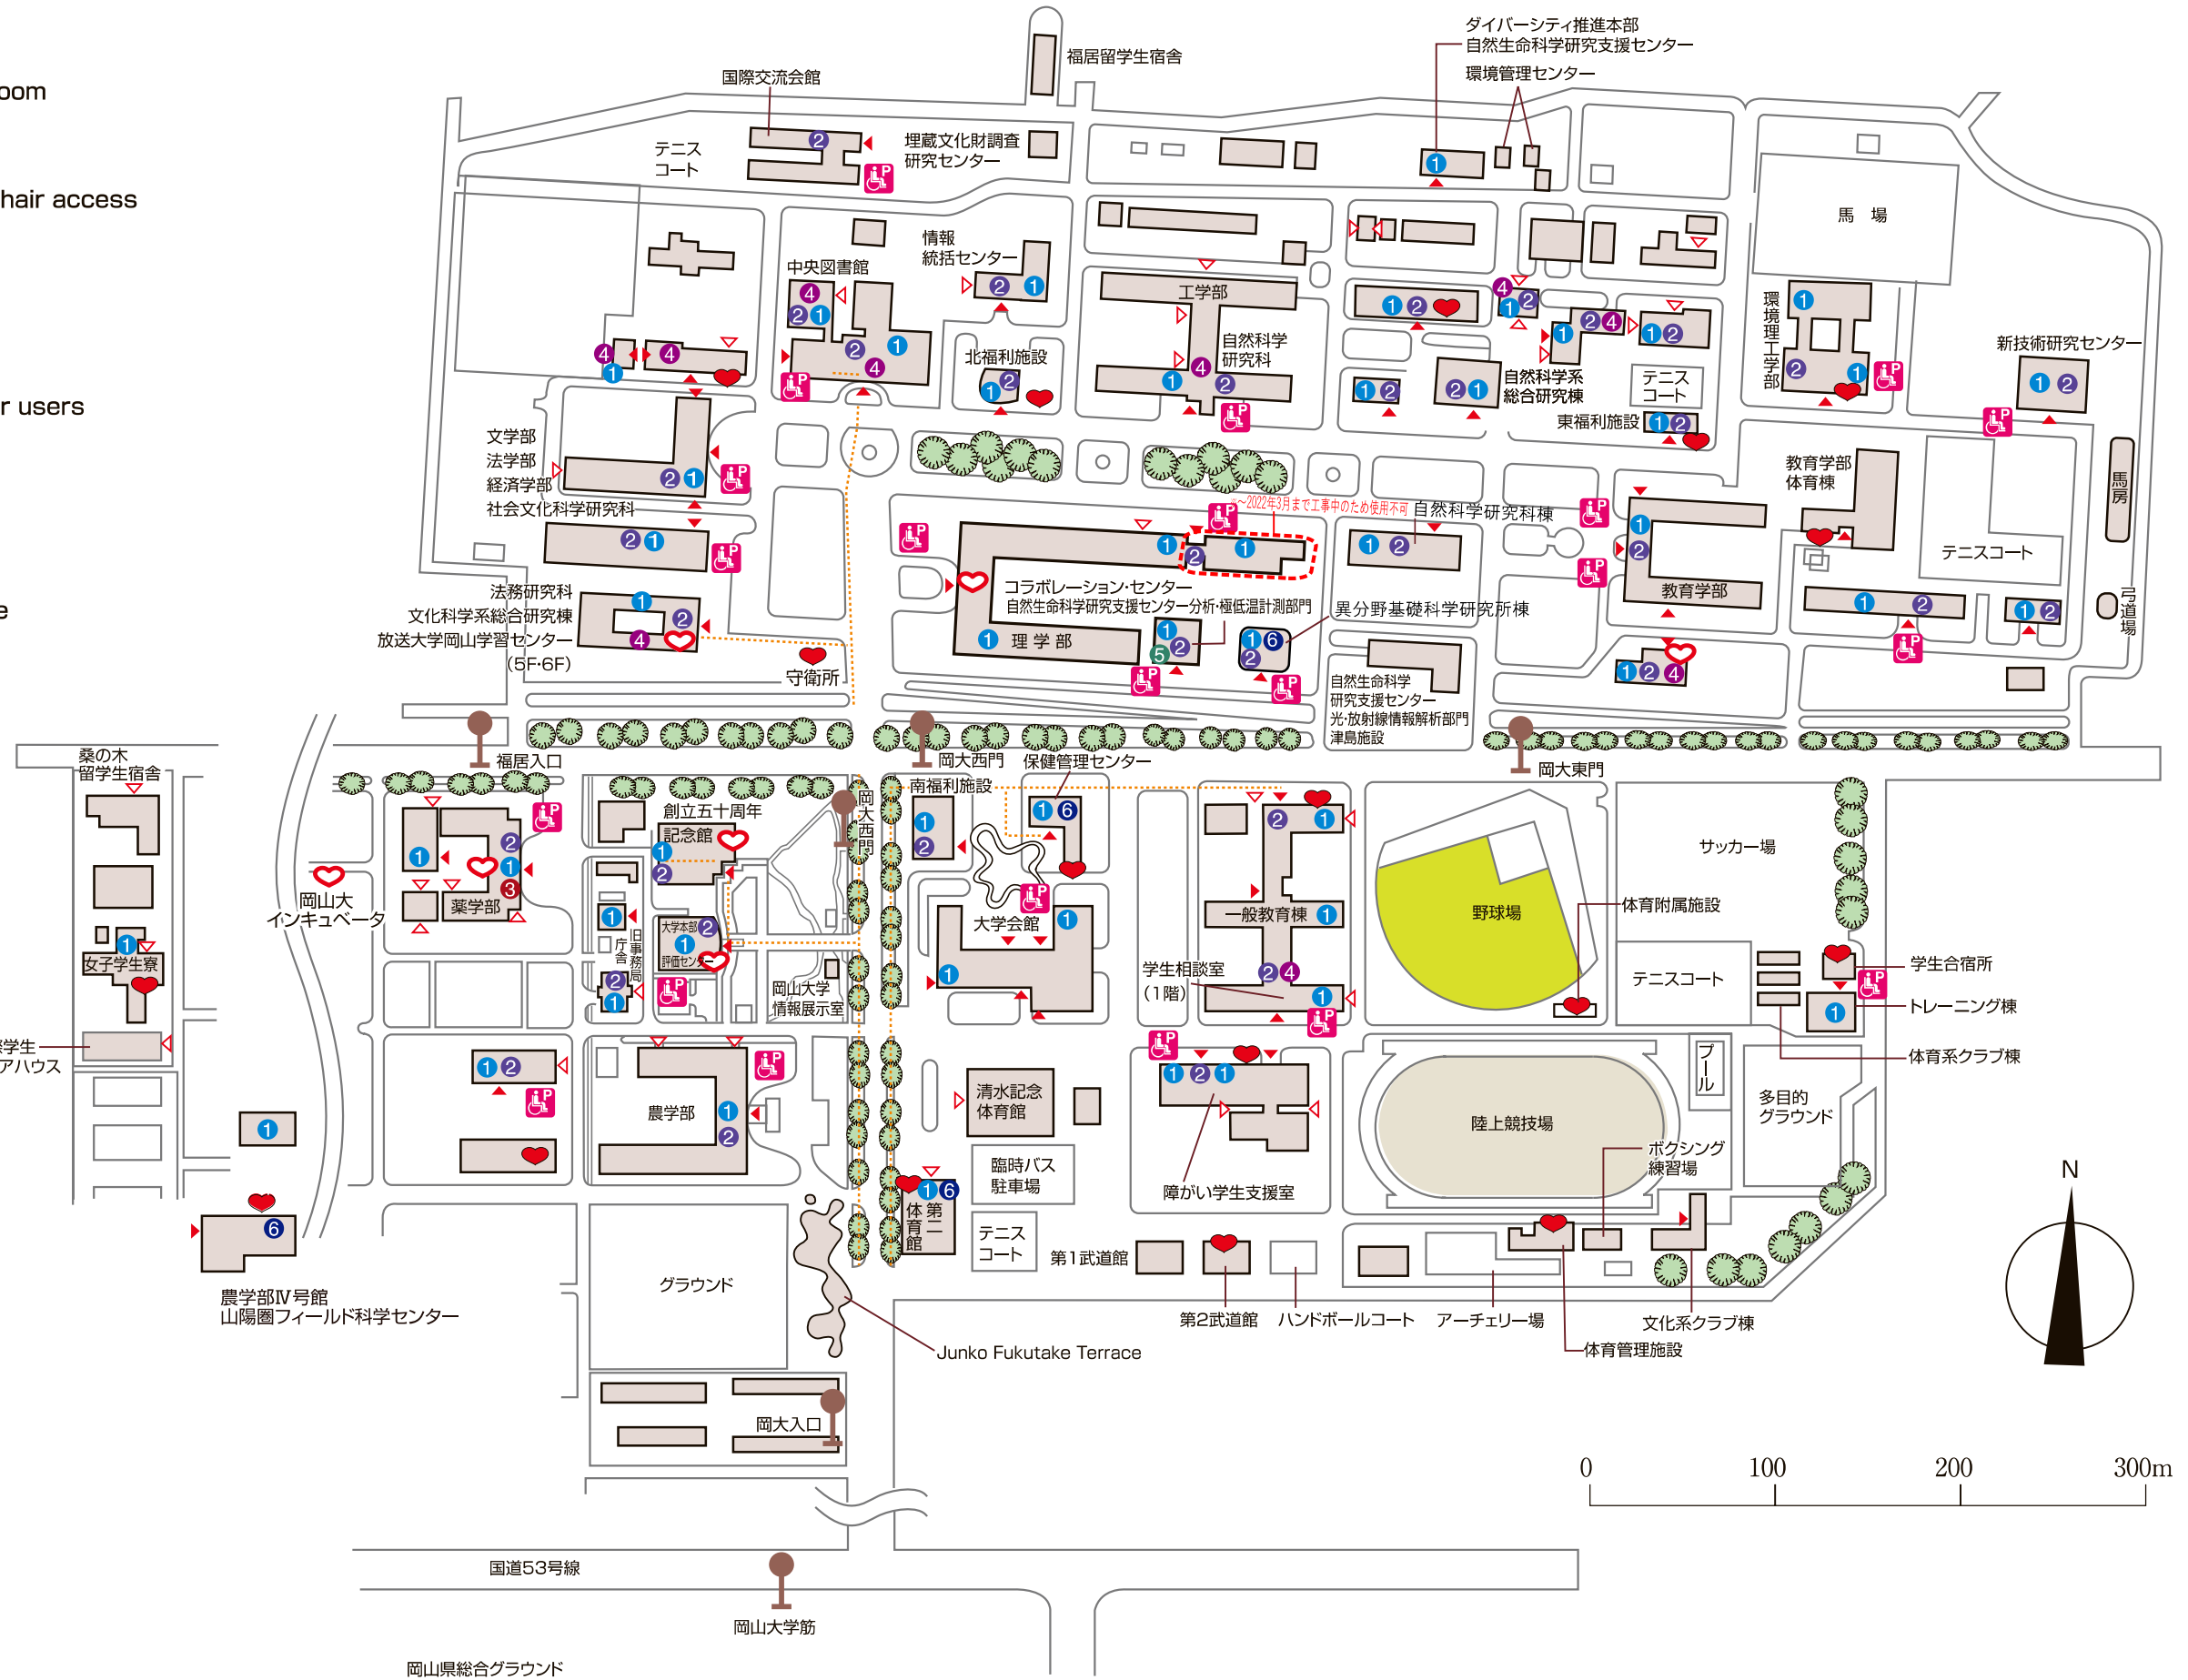 oom
hair access
r users
e
福居留学生宿舎
ダイバーシティ推進本部
自然生命科学研究支援センター
環境管理センター
国際交流会館
テニス
コート
埋蔵文化財調査
研究センター
馬 場
中央図書館
情報
統括センター
工学部
自然科学
研究科
北福利施設
自然科学系
総合研究棟
テニス
コート
東福利施設
環境理工学部
新技術研究センター
文学部
法学部
経済学部
社会文化科学研究科
教育学部
体育棟
馬房
※〜2022年3月まで工事中のため使用不可
自然科学研究科棟
テニスコート
教育学部
弓道場
法務研究科
文化科学系総合研究棟
放送大学岡山学習センター
(5F・6F)
コラボレーション・センター
自然生命科学研究支援センター分析・極低温計測部門
異分野基礎科学研究所棟
理学部
守衛所
自然生命科学
研究支援センター
光・放射線情報解析部門
津島施設
桑の木
留学生宿舎
福居入口
岡大西門
保健管理センター
岡大東門
南福利施設
岡大西門
創立五十周年
記念館
サッカー場
岡山大
インキュベータ
薬学部
大学会館
一般教育棟
野球場
体育附属施設
女子学生寮
旧事務局
庁舎
大学本部
評価センター
学生相談室
(1階)
テニスコート
学生合宿所
岡山大学
情報展示室
トレーニング棟
際学生
アハウス
体育系クラブ棟
プール
農学部
清水記念
体育館
多目的
グラウンド
陸上競技場
ボクシング
練習場
臨時バス
駐車場
障がい学生支援室
第二
体育館
テニス
コート
第1武道館
グラウンド
農学部Ⅳ号館
山陽圏フィールド科学センター
第2武道館
ハンドボールコート
アーチェリー場
文化系クラブ棟
体育管理施設
Junko Fukutake Terrace
N
岡大入口
0 100 200 300m
国道53号線
岡山大学筋
岡山県総合グラウンド